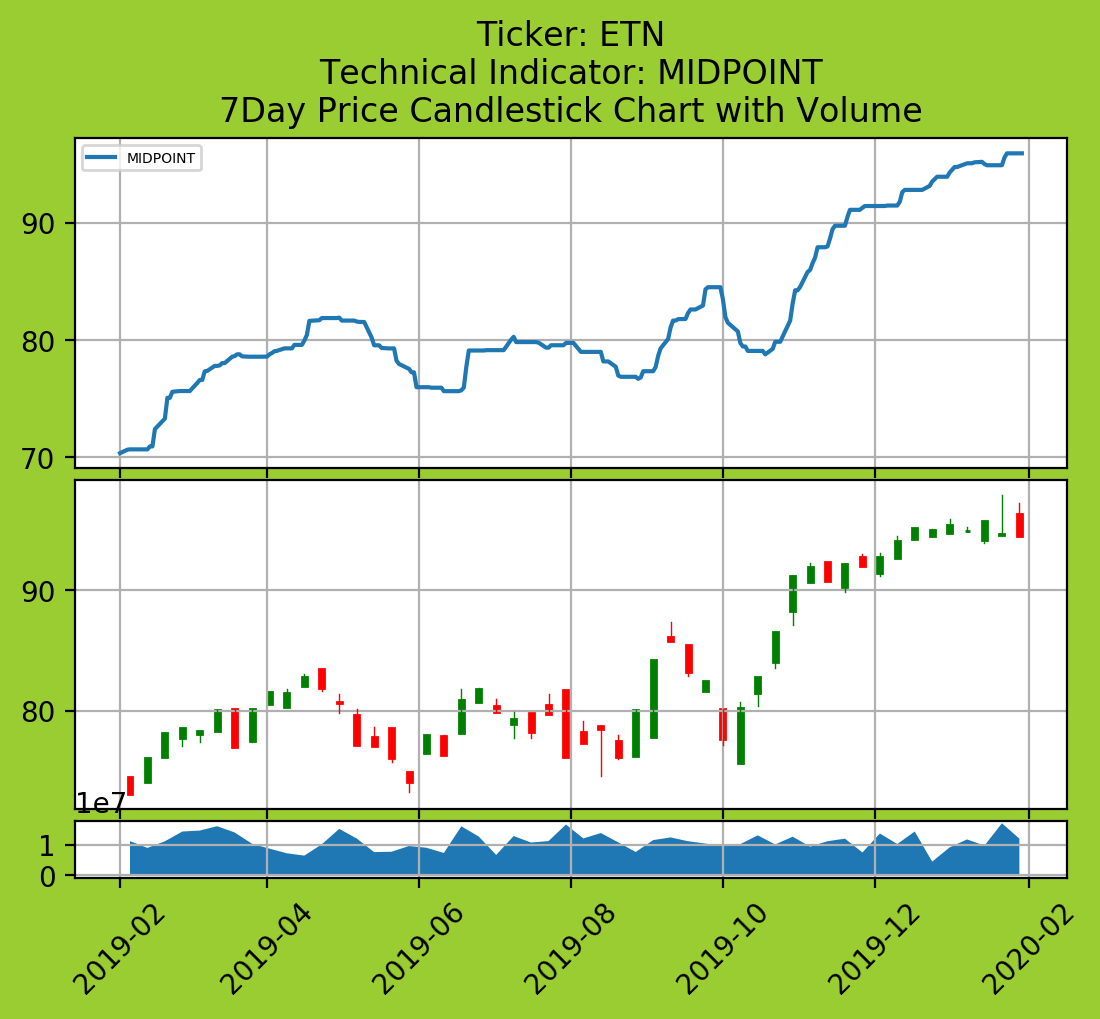 Ticker: ETN
Technical Indicator: MIDPOINT
7Day Price Candlestick Chart with Volume
MIDPOINT
90
80
70
90
80
1e7
1
0
2019-02
2019-04
2019-06
2019-08
2019-10
2019-12
2020-02